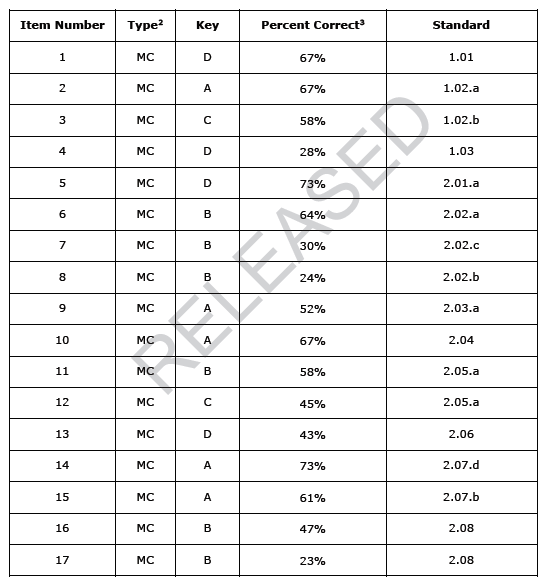 Item Number Type² Key Percent Correct³ Standard
1 MC D 67% 1.01
2 MC A 67% 1.02.a
3 MC C 58% 1.02.b
4 MC D 28% 1.03
5 MC D 73% 2.01.a
6 MC B 64% 2.02.a
7 MC B 30% 2.02.c
8 MC B 24% 2.02.b
9 MC A 52% 2.03.a
10 MC A 67% 2.04
11 MC B 58% 2.05.a
12 MC C 45% 2.05.a
13 MC D 43% 2.06
14 MC A 73% 2.07.d
15 MC A 61% 2.07.b
16 MC B 47% 2.08
17 MC B 23% 2.08
RELEASED